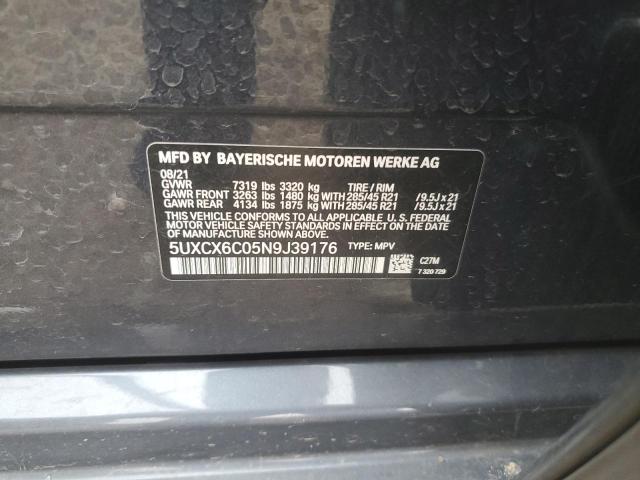 MFD BY BAYERISCHE MOTOREN WERKE AG
08/21
GVWR 7319 lbs 3320 kg TIRE / RIM
GAWR FRONT 3263 lbs 1480 kg WITH 285/45 R21 / 9.5J x 21
GAWR REAR 4134 lbs 1875 kg WITH 285/45 R21 / 9.5J x 21
THIS VEHICLE CONFORMS TO ALL APPLICABLE U. S. FEDERAL
MOTOR VEHICLE SAFETY STANDARDS IN EFFECT ON THE DATE
OF MANUFACTURE SHOWN ABOVE.
5UXCX6C05N9J39176 TYPE: MPV
C27M
7 320 729